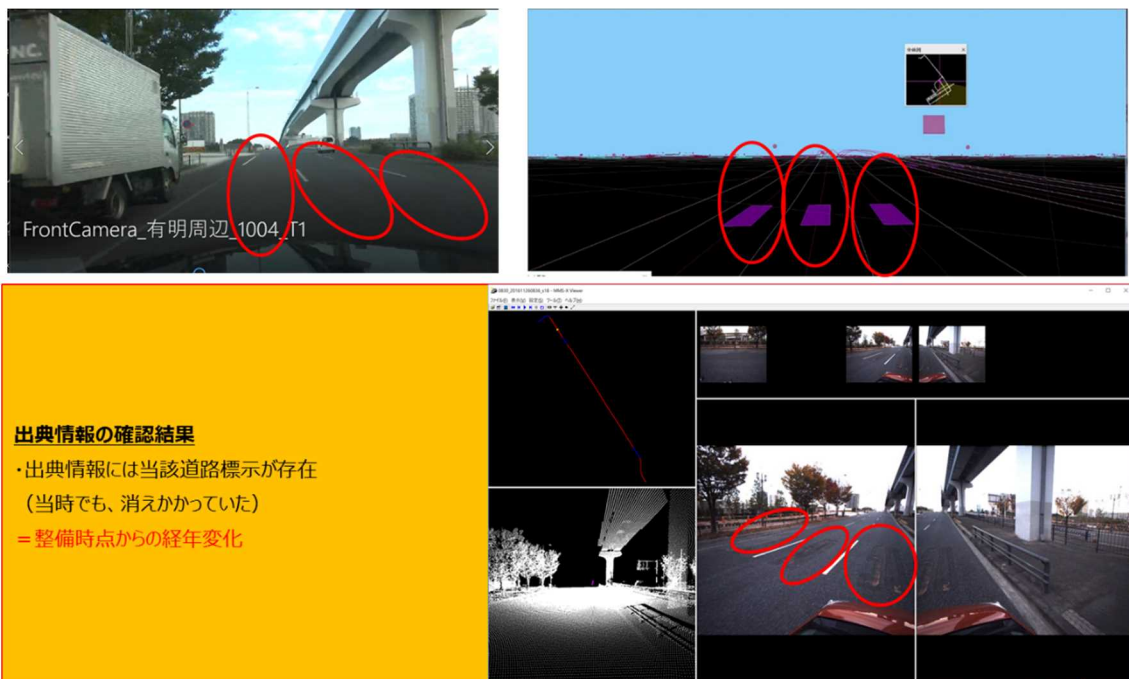 NC.
FrontCamera_有明周辺_1004_T1
出典情報の確認結果
・出典情報には当該道路標示が存在
（当時でも、消えかかっていた）
＝整備時点からの経年変化